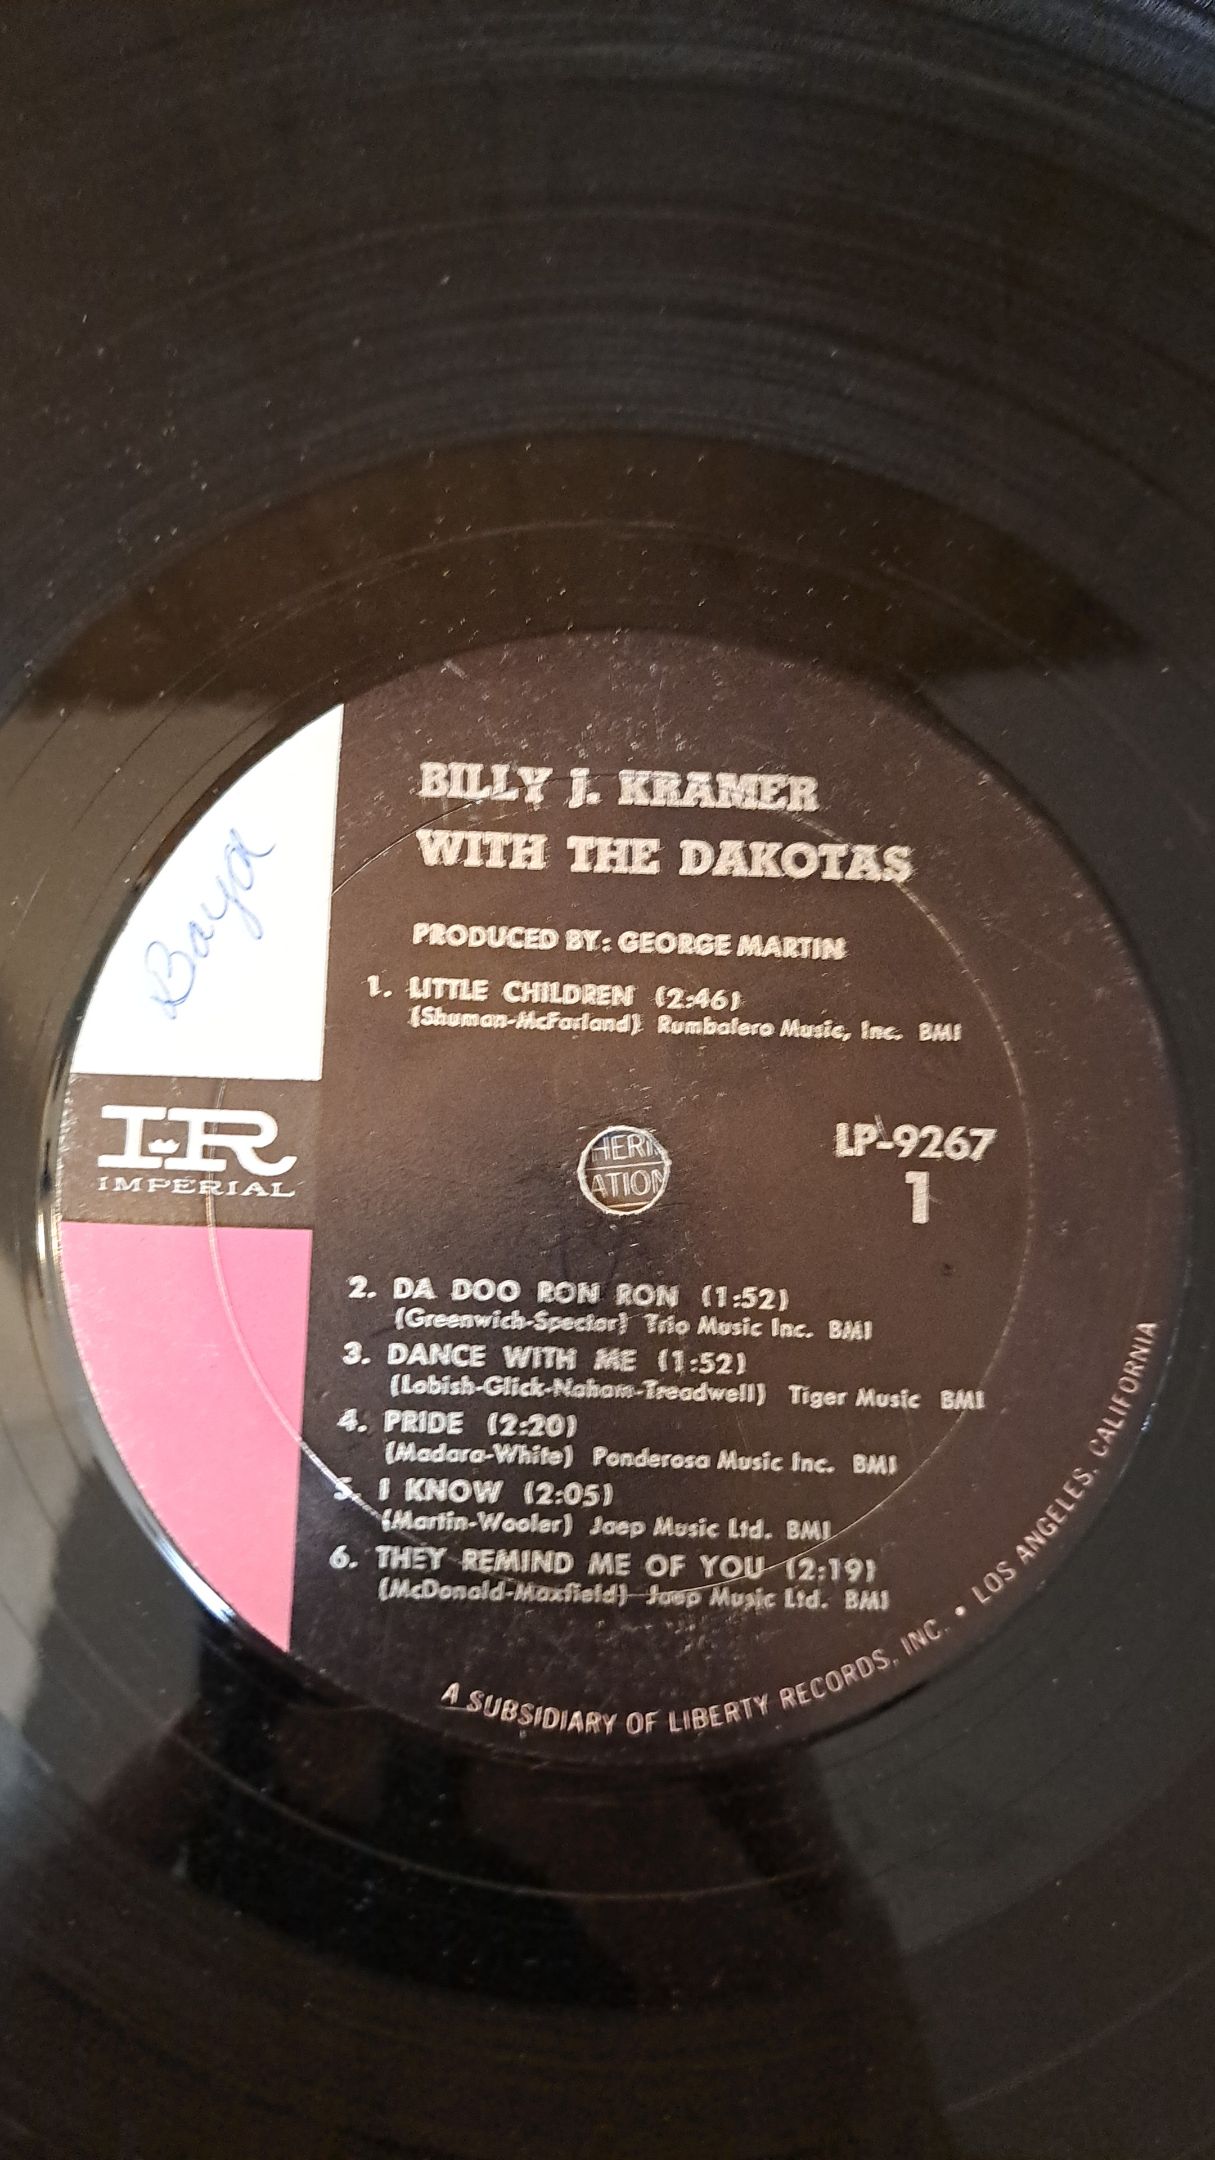 BILLY J. KRAMER
WITH THE DAKOTAS
PRODUCED BY: GEORGE MARTIN
1. LITTLE CHILDREN (2:46)
(Shuman-McFarland) Rumbalero Music, Inc. BMI
IR
IMPERIAL
LP-9267
1
HERM
ATION
2. DA DOO RON RON (1:52)
(Greenwich-Spector) Trio Music Inc. BMI
3. DANCE WITH ME (1:52)
(Lobish-Glick-Naham-Treadwell) Tiger Music BMI
4. PRIDE (2:20)
(Madara-White) Ponderosa Music Inc. BMI
5. I KNOW (2:05)
(Martin-Wooler) Jaep Music Ltd. BMI
6. THEY REMIND ME OF YOU (2:19)
(McDonald-Maxfield) Jaep Music Ltd. BMI
A SUBSIDIARY OF LIBERTY RECORDS, INC. • LOS ANGELES, CALIFORNIA